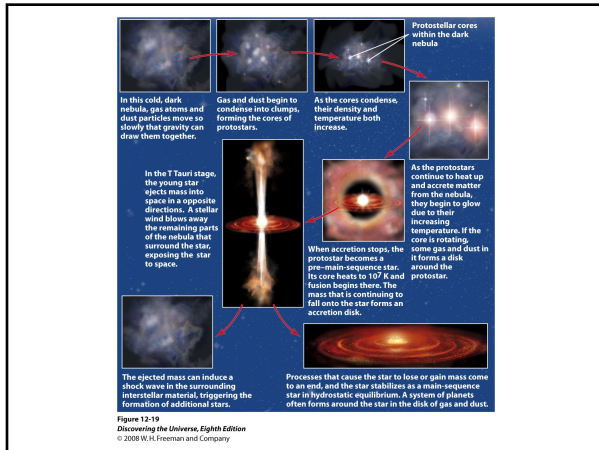 Protostellar cores
within the dark
nebula
In this cold, dark
nebula, gas atoms and
dust particles move so
slowly that gravity can
draw them together.
Gas and dust begin to
condense into clumps,
forming the cores of
protostars.
As the cores condense,
their density and
temperature both
increase.
As the protostars
continue to heat up
and accrete matter
from the nebula,
they begin to glow
due to their
increasing
temperature. If the
core is rotating,
some gas and dust in
it forms a disk
around the
protostar.
When accretion stops, the
protostar becomes a
pre–main-sequence star.
Its core heats to 10⁷ K and
fusion begins there. The
mass that is continuing to
fall onto the star forms an
accretion disk.
In the T Tauri stage,
the young star
ejects mass into
space in a opposite
directions. A stellar
wind blows away
the remaining parts
of the nebula that
surround the star,
exposing the star
to space.
The ejected mass can induce a
shock wave in the surrounding
interstellar material, triggering the
formation of additional stars.
Processes that cause the star to lose or gain mass come
to an end, and the star stabilizes as a main-sequence
star in hydrostatic equilibrium. A system of planets
often forms around the star in the disk of gas and dust.
Figure 12-19
Discovering the Universe, Eighth Edition
© 2008 W. H. Freeman and Company